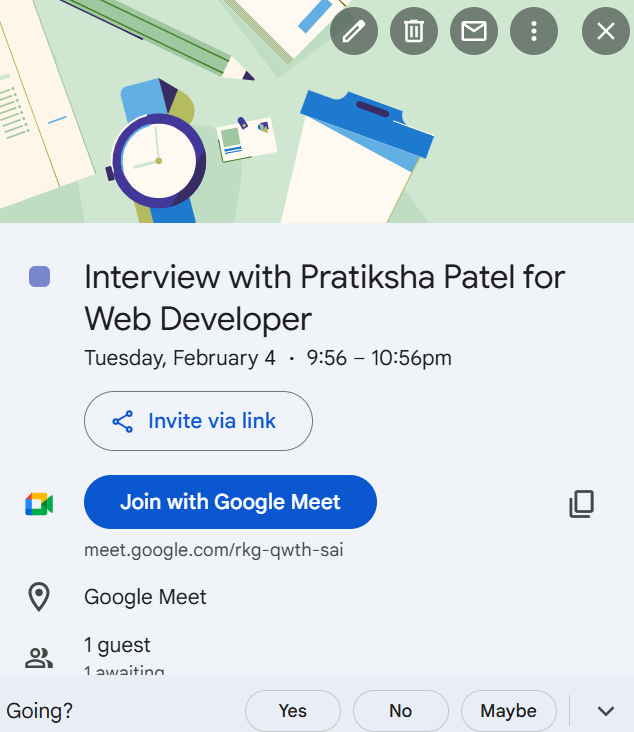 Interview with Pratiksha Patel for
Web Developer
Tuesday, February 4 · 9:56 – 10:56pm
Invite via link
Join with Google Meet
meet.google.com/rkg-qwth-sai
Google Meet
1 guest
1 awaiting
Going?
Yes
No
Maybe